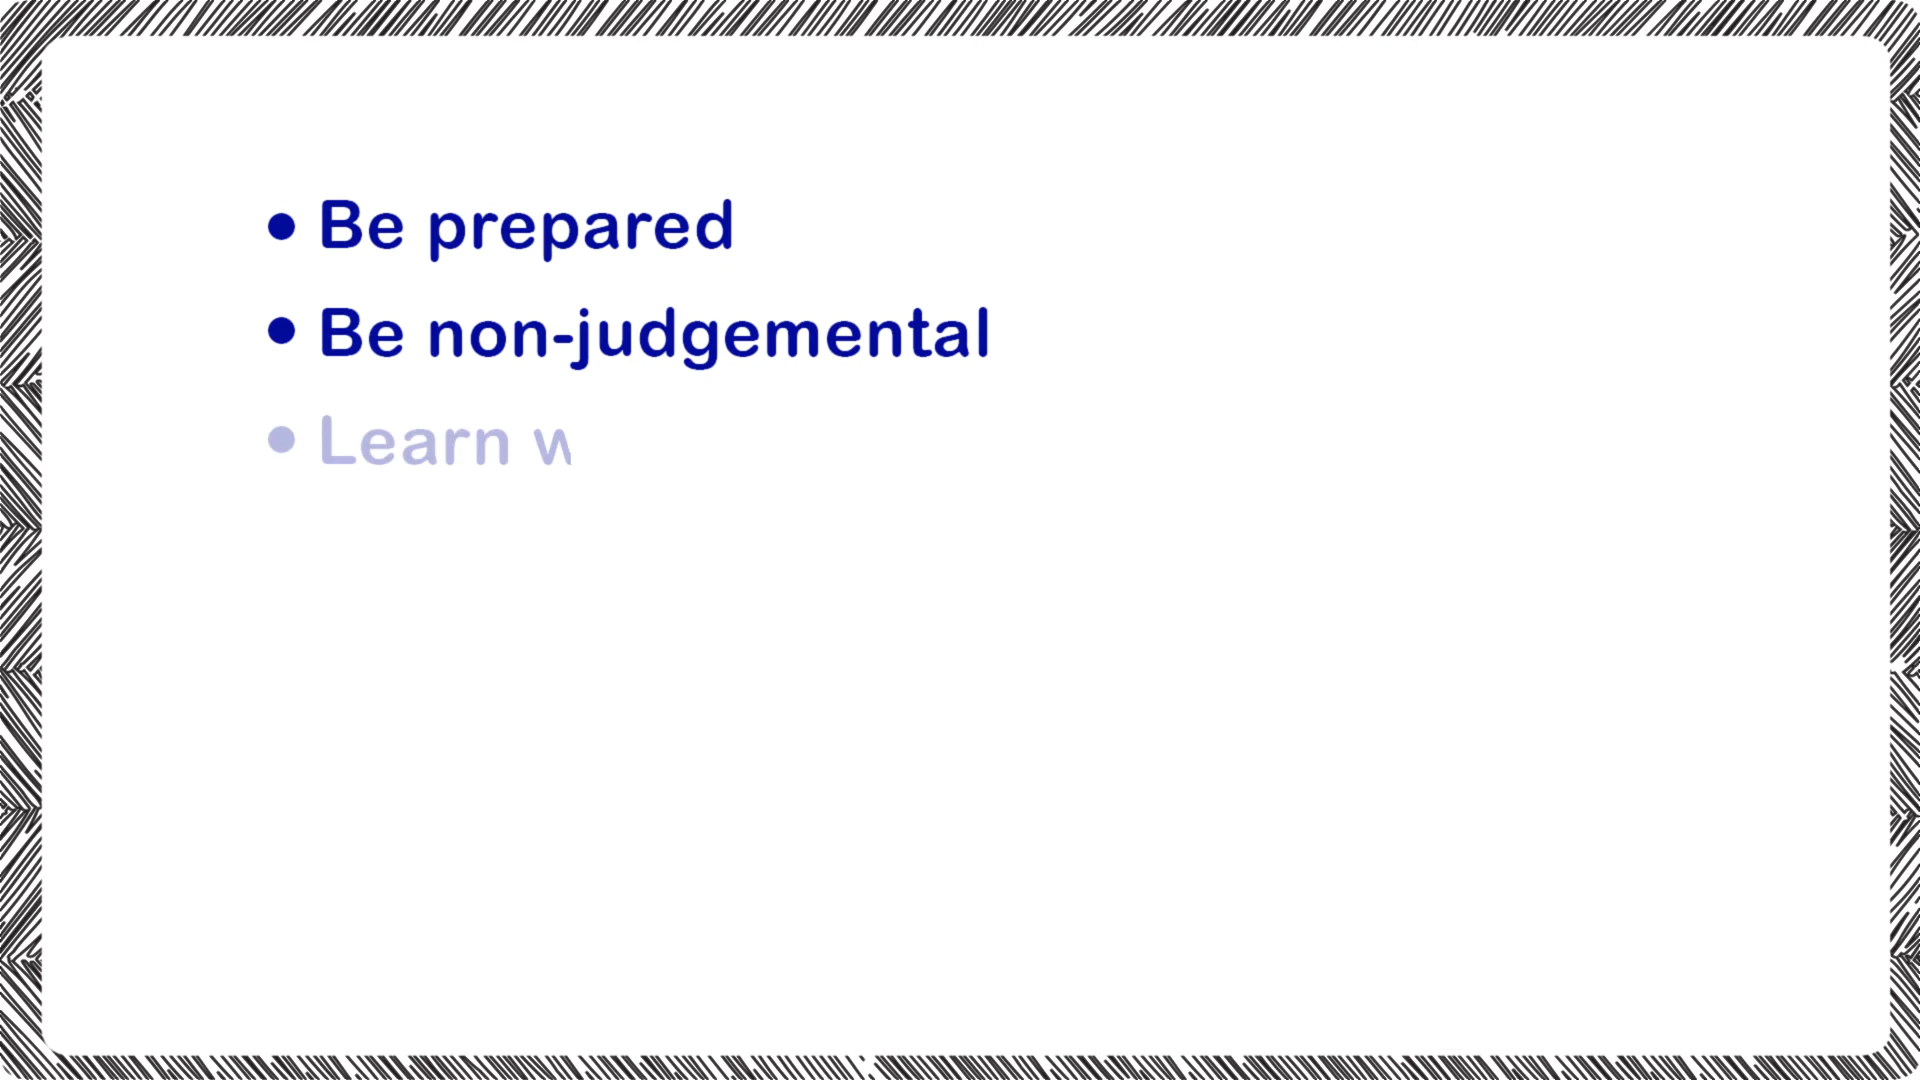 • Be prepared
• Be non-judgemental
• Learn